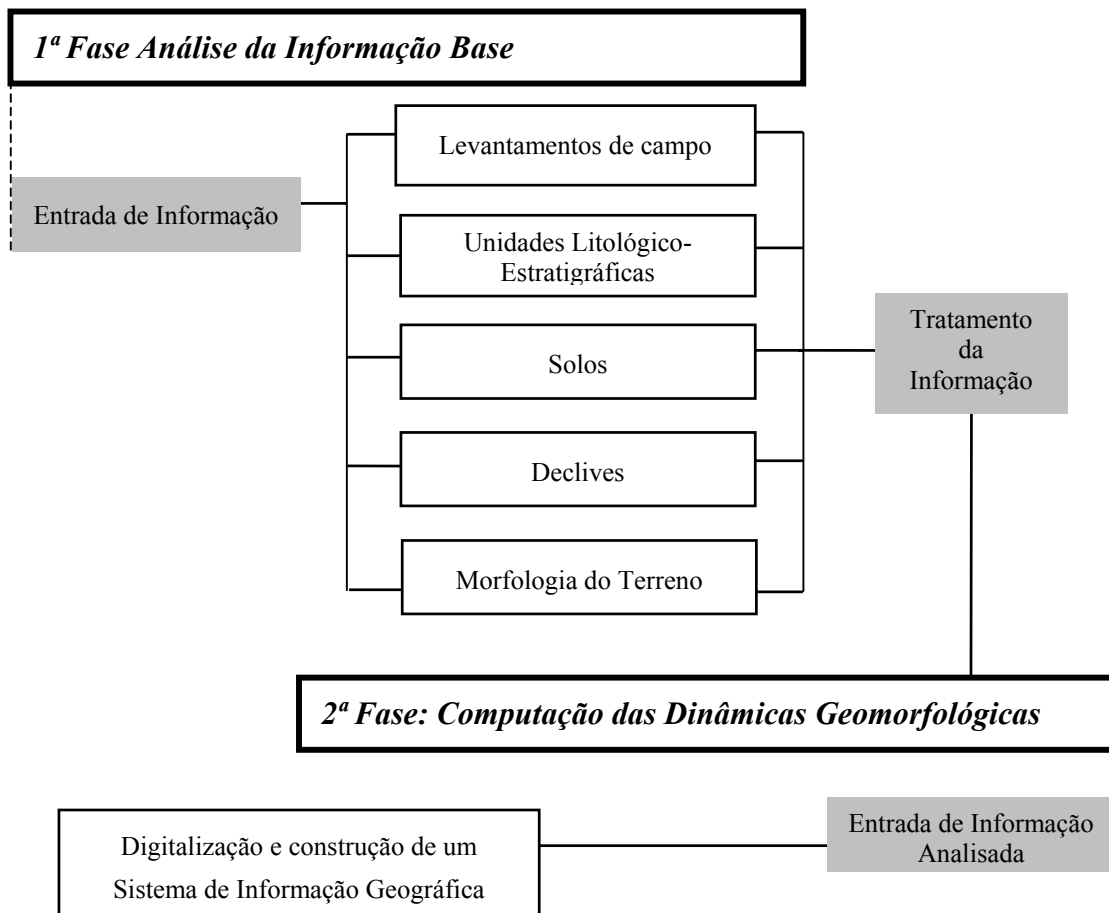 1ª Fase Análise da Informação Base
Levantamentos de campo
Entrada de Informação
Unidades Litológico-
Estratigráficas
Solos
Declives
Morfologia do Terreno
Tratamento
da
Informação
2ª Fase: Computação das Dinâmicas Geomorfológicas
Digitalização e construção de um
Sistema de Informação Geográfica
Entrada de Informação
Analisada